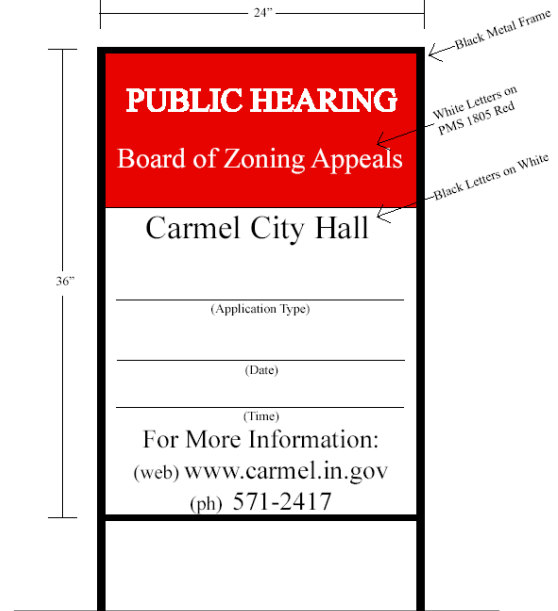 24”
Black Metal Frame
PUBLIC HEARING
White Letters on
PMS 1805 Red
Board of Zoning Appeals
Black Letters on White
Carmel City Hall
36”
(Application Type)
(Date)
(Time)
For More Information:
(web) www.carmel.in.gov
(ph) 571-2417